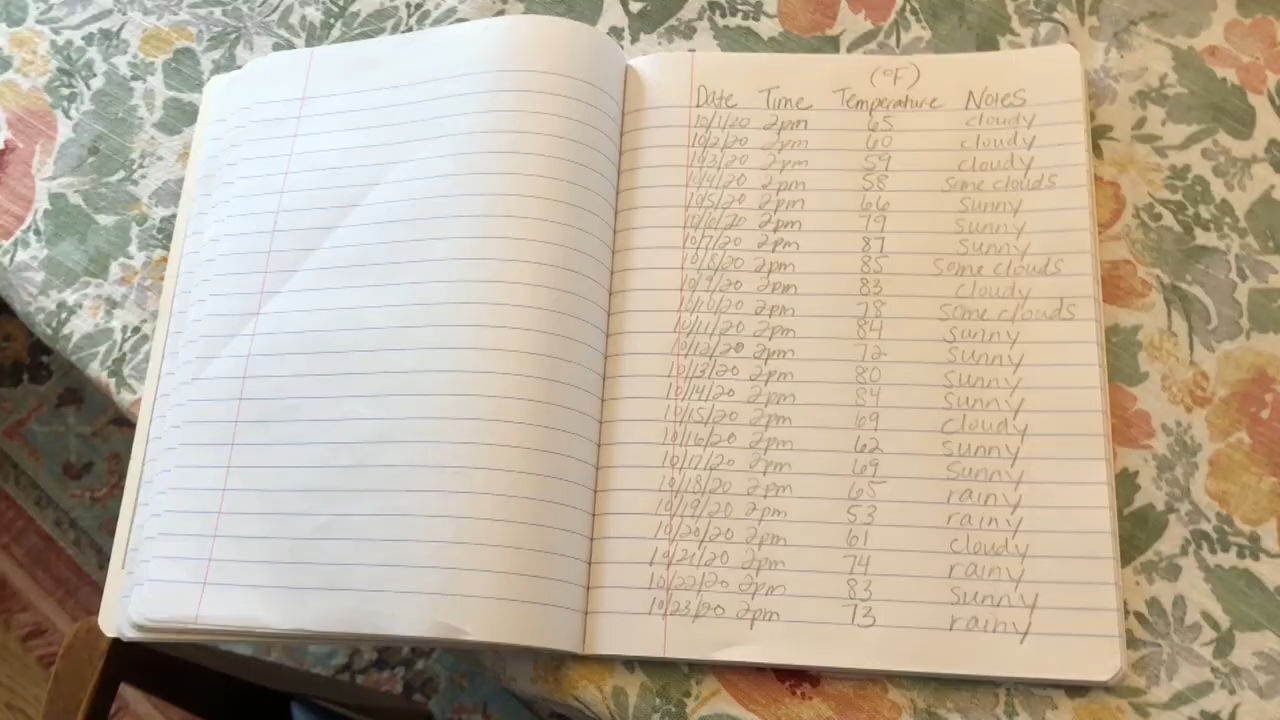 (°F)
Date Time Temperature Notes
10/1/20 2pm 65 cloudy
10/2/20 2pm 60 cloudy
10/3/20 2pm 59 cloudy
10/4/20 2pm 58 some clouds
10/5/20 2pm 66 sunny
10/6/20 2pm 79 sunny
10/7/20 2pm 87 sunny
10/8/20 2pm 85 some clouds
10/9/20 2pm 83 cloudy
10/10/20 2pm 78 some clouds
10/11/20 2pm 84 sunny
10/12/20 2pm 72 sunny
10/13/20 2pm 80 sunny
10/14/20 2pm 84 sunny
10/15/20 2pm 69 cloudy
10/16/20 2pm 62 sunny
10/17/20 2pm 69 sunny
10/18/20 2pm 65 rainy
10/19/20 2pm 53 rainy
10/20/20 2pm 61 cloudy
10/21/20 2pm 74 rainy
10/22/20 2pm 83 sunny
10/23/20 2pm 73 rainy